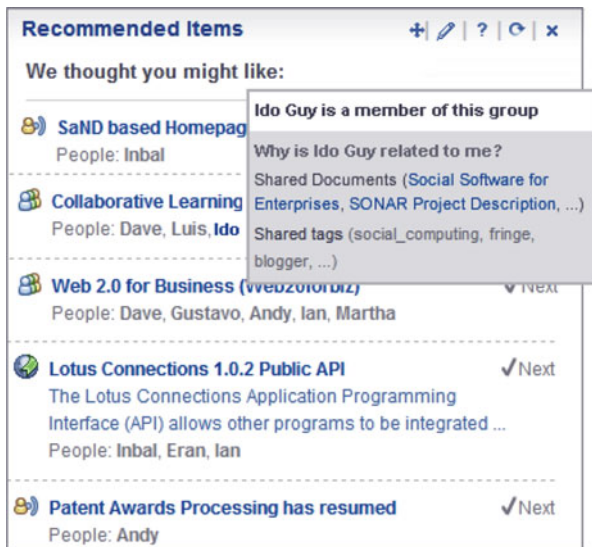 Recommended Items ? x
We thought you might like:
Ido Guy is a member of this group
Why is Ido Guy related to me?
Shared Documents (Social Software for
Enterprises, SONAR Project Description, ...)
Shared tags (social_computing, fringe,
blogger, ...)
SaND based Homepag
People: Inbal
Collaborative Learning
People: Dave, Luis, Ido
Web 2.0 for Business (Web20forbiz) Next
People: Dave, Gustavo, Andy, Ian, Martha
Lotus Connections 1.0.2 Public API Next
The Lotus Connections Application Programming
Interface (API) allows other programs to be integrated ...
People: Inbal, Eran, Ian
Patent Awards Processing has resumed Next
People: Andy